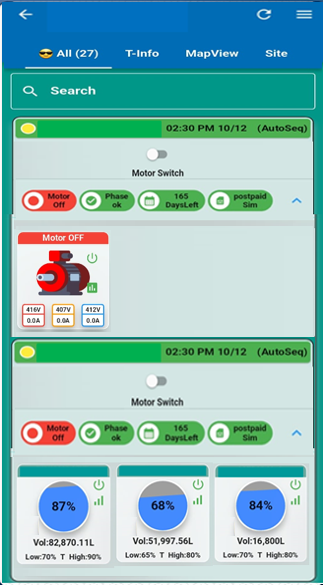 All (27) T-Info MapView Site
Search
02:30 PM 10/12 (AutoSeq)
Motor Switch
Motor Off
Phase ok
165 DaysLeft
postpaid Sim
Motor OFF
416V 407V 412V
0.0A 0.0A 0.0A
02:30 PM 10/12 (AutoSeq)
Motor Switch
Motor Off
Phase ok
165 DaysLeft
postpaid Sim
87% 68% 84%
Vol:82,870.11L Vol:51,997.56L Vol:16,800L
Low:70% T High:90% Low:65% T High:80% Low:70% T High:80%